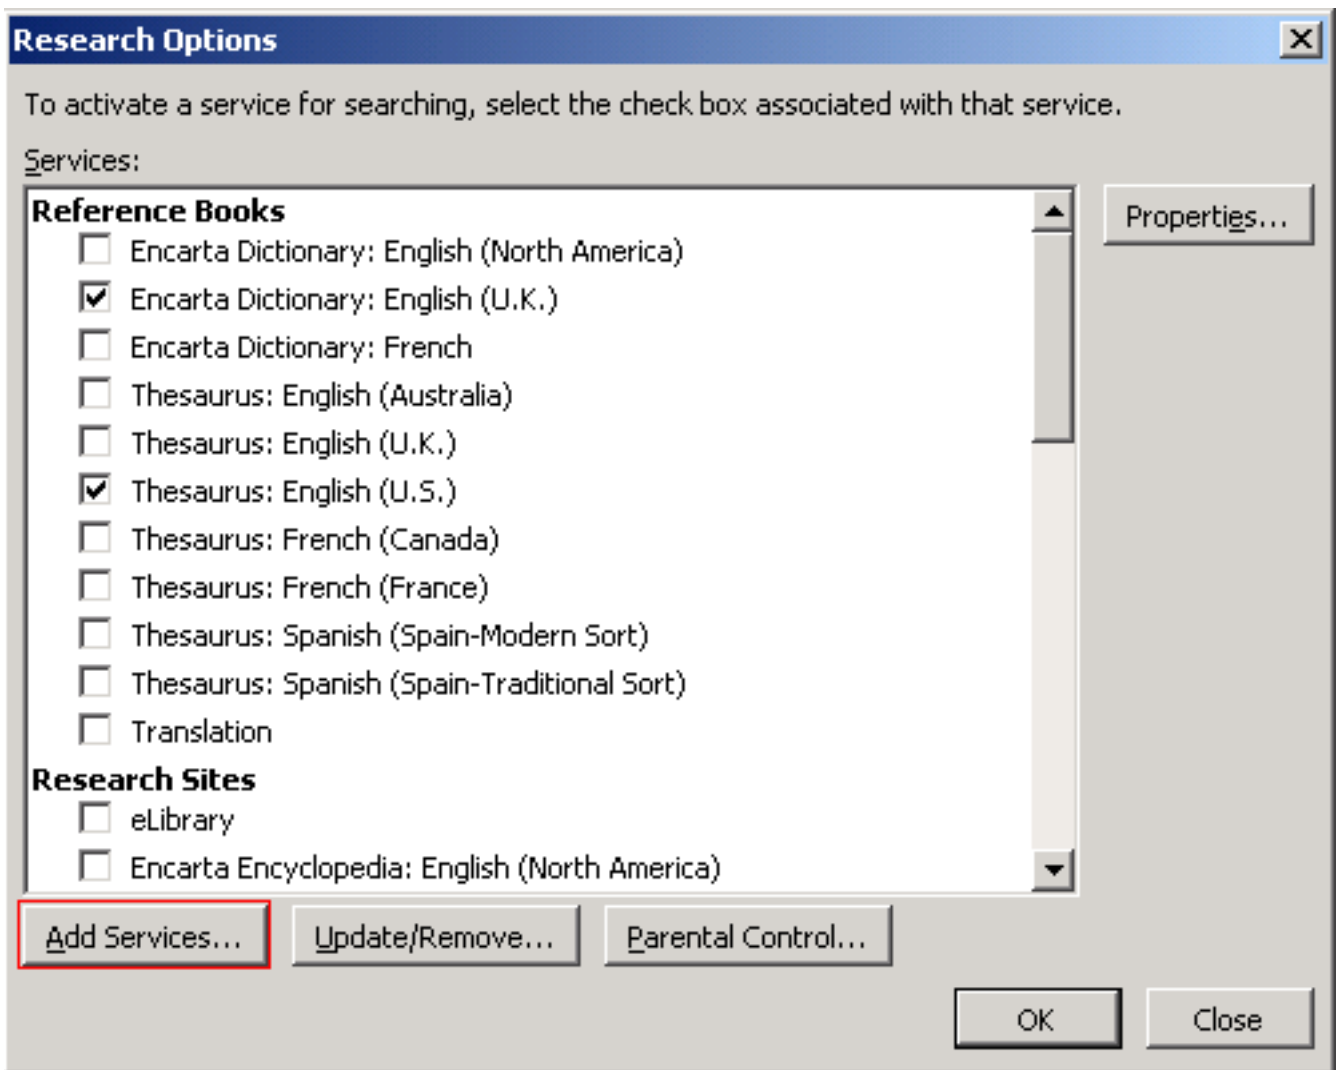 Research Options
To activate a service for searching, select the check box associated with that service.
Services:
Reference Books
Encarta Dictionary: English (North America)
Encarta Dictionary: English (U.K.)
Encarta Dictionary: French
Thesaurus: English (Australia)
Thesaurus: English (U.K.)
Thesaurus: English (U.S.)
Thesaurus: French (Canada)
Thesaurus: French (France)
Thesaurus: Spanish (Spain-Modern Sort)
Thesaurus: Spanish (Spain-Traditional Sort)
Translation
Research Sites
eLibrary
Encarta Encyclopedia: English (North America)
Properties...
Add Services... Update/Remove... Parental Control...
OK Close